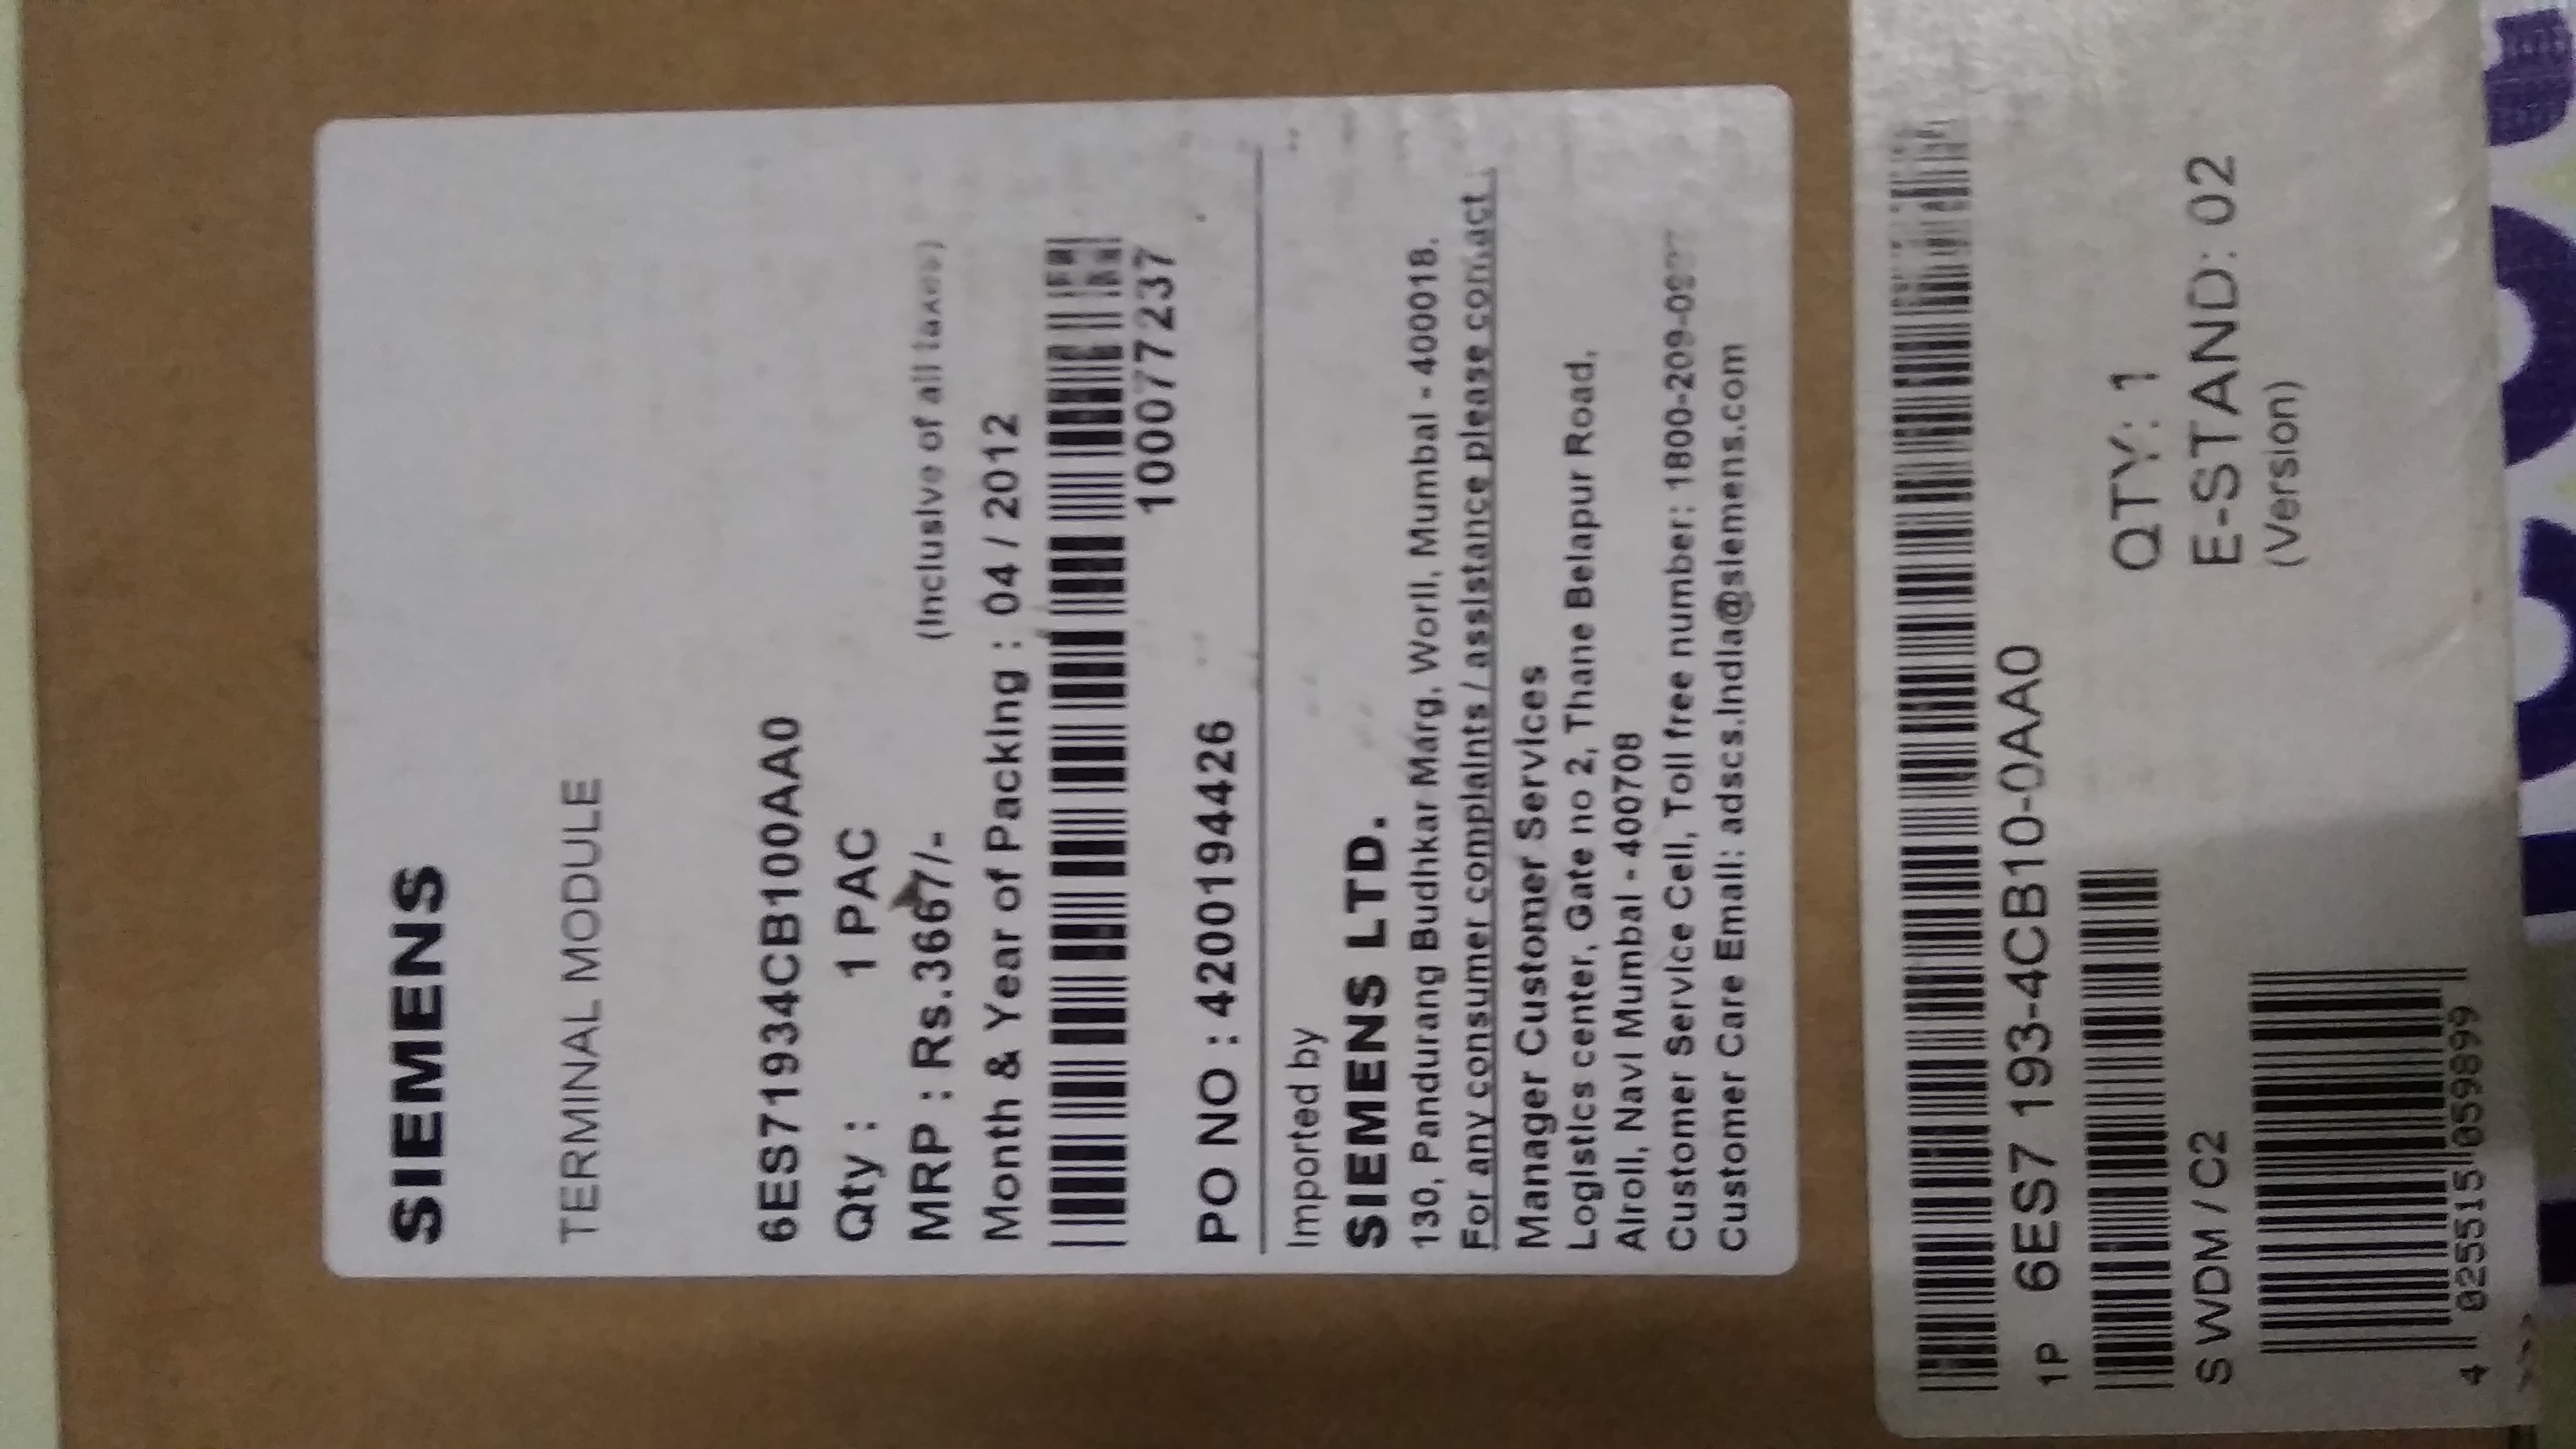 SIEMENS
TERMINAL MODULE
6ES71934CB100AA0
Qty : 1 PAC
MRP : Rs.3667/-
(Inclusive of all taxes)
Month & Year of Packing : 04 / 2012
100077237
PO NO : 4200194426
Imported by
SIEMENS LTD.
130, Pandurang Budhkar Marg, Worli, Mumbai - 400018.
For any consumer complaints / assistance please contact :
Manager Customer Services
Logistics center, Gate no 2, Thane Belapur Road,
Airoli, Navi Mumbai - 400708
Customer Service Cell, Toll free number:
Customer Care Email: adscs.india@siemens.com
1P 6ES7 193-4CB10-0AA0
QTY: 1
S WDM / C2
E-STAND: 02
(Version)
4 025515 059899